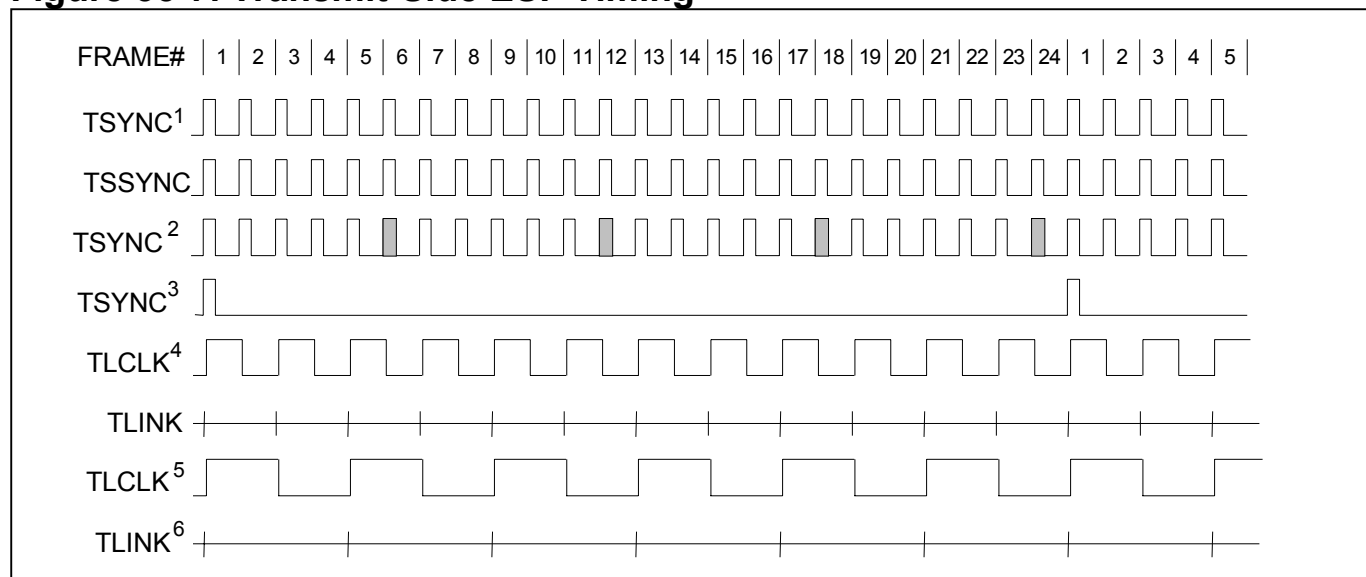 FRAME# 1 2 3 4 5 6 7 8 9 10 11 12 13 14 15 16 17 18 19 20 21 22 23 24 1 2 3 4 5
TSYNC1
TSSYNC
TSYNC2
TSYNC3
TLCLK4
TLINK
TLCLK5
TLINK6